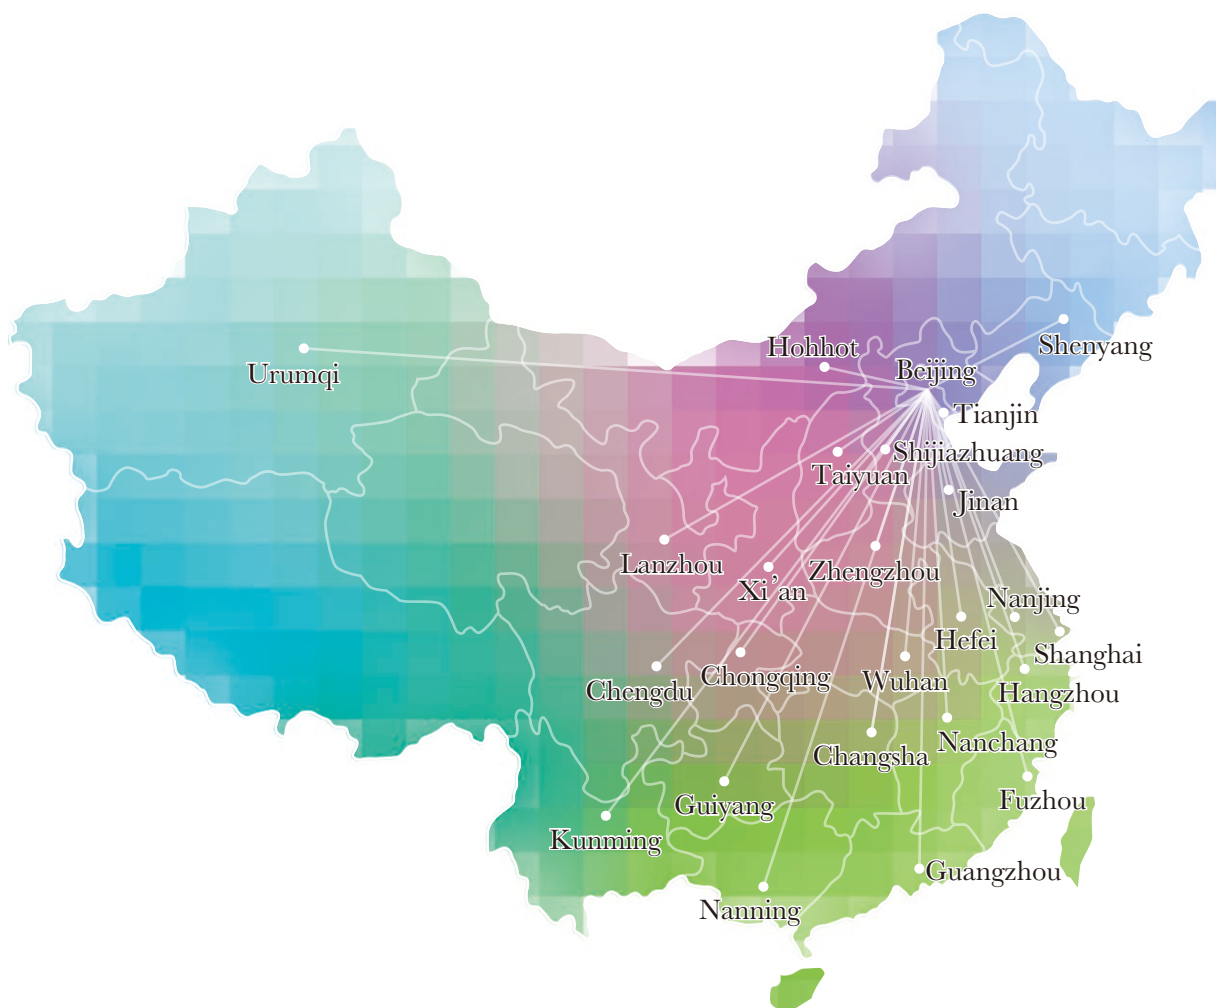 Hohhot
Shenyang
Urumqi
Beijing
Tianjin
Shijiazhuang
Taiyuan
Jinan
Lanzhou
Zhengzhou
Xi'an
Nanjing
Hefei
Shanghai
Chengdu
Chongqing
Wuhan
Hangzhou
Nanchang
Changsha
Guiyang
Fuzhou
Kunming
Guangzhou
Nanning